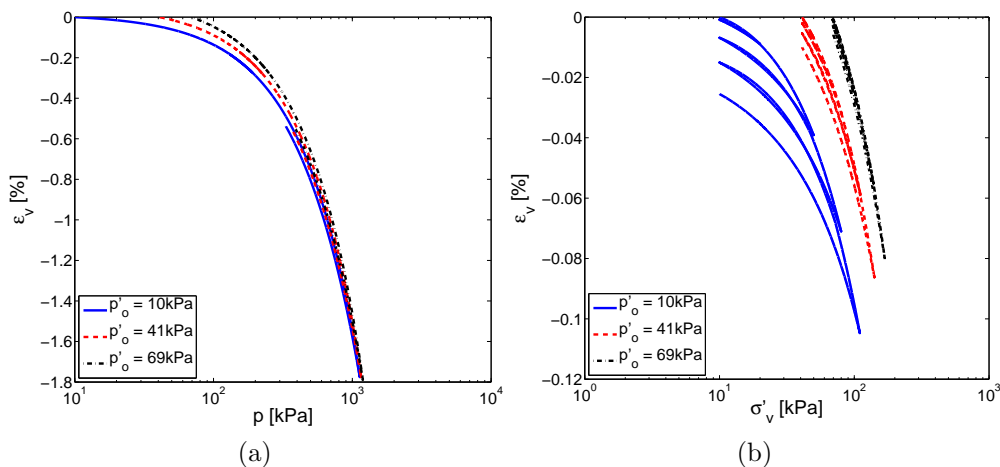 0
−0.2
−0.4
−0.6
−0.8
−1
−1.2
−1.4
−1.6
−1.8
ε_v [%]
p'_o = 10kPa
p'_o = 41kPa
p'_o = 69kPa
10^1 10^2 10^3 10^4
p [kPa]
(a)
0
−0.02
−0.04
−0.06
−0.08
−0.1
−0.12
ε_v [%]
p'_o = 10kPa
p'_o = 41kPa
p'_o = 69kPa
10^0 10^1 10^2 10^3
σ'_v [kPa]
(b)